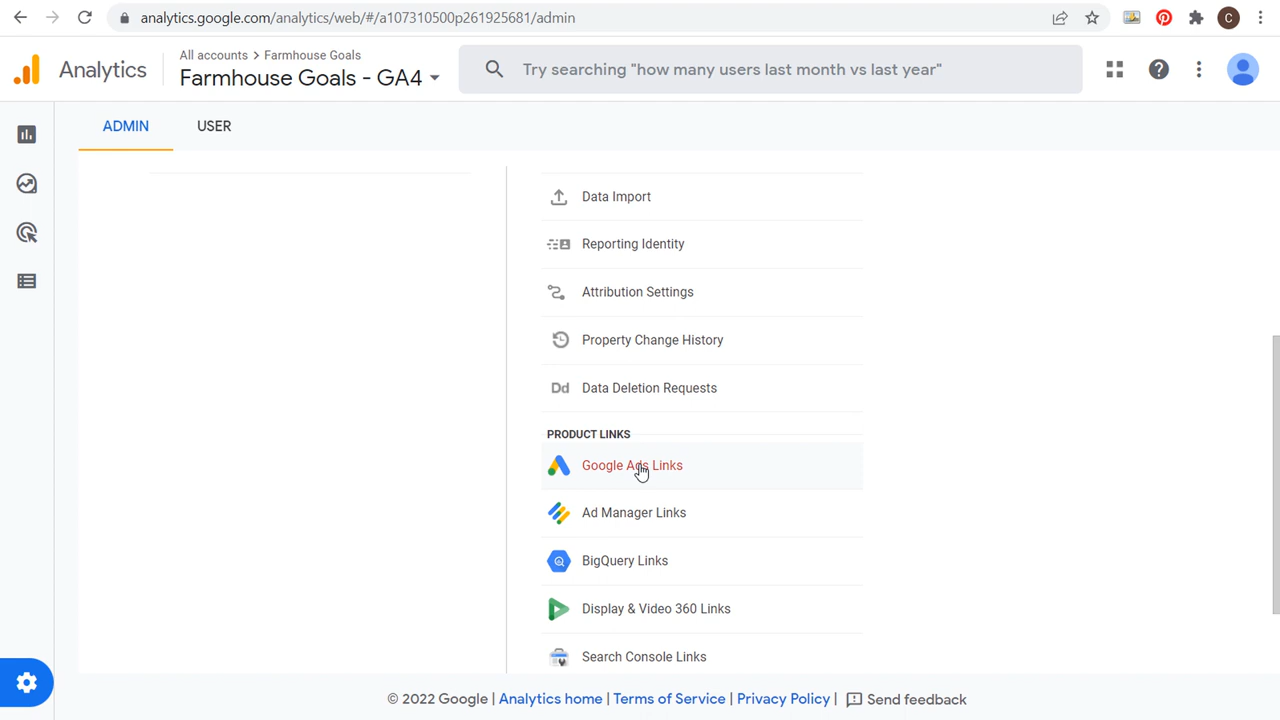 analytics.google.com/analytics/web/#/a107310500p261925681/admin
C
Analytics
All accounts > Farmhouse Goals
Farmhouse Goals - GA4
Try searching "how many users last month vs last year"
ADMIN
USER
Data Import
Reporting Identity
Attribution Settings
Property Change History
Dd Data Deletion Requests
PRODUCT LINKS
Google Ads Links
Ad Manager Links
BigQuery Links
Display & Video 360 Links
Search Console Links
© 2022 Google | Analytics home | Terms of Service | Privacy Policy | Send feedback